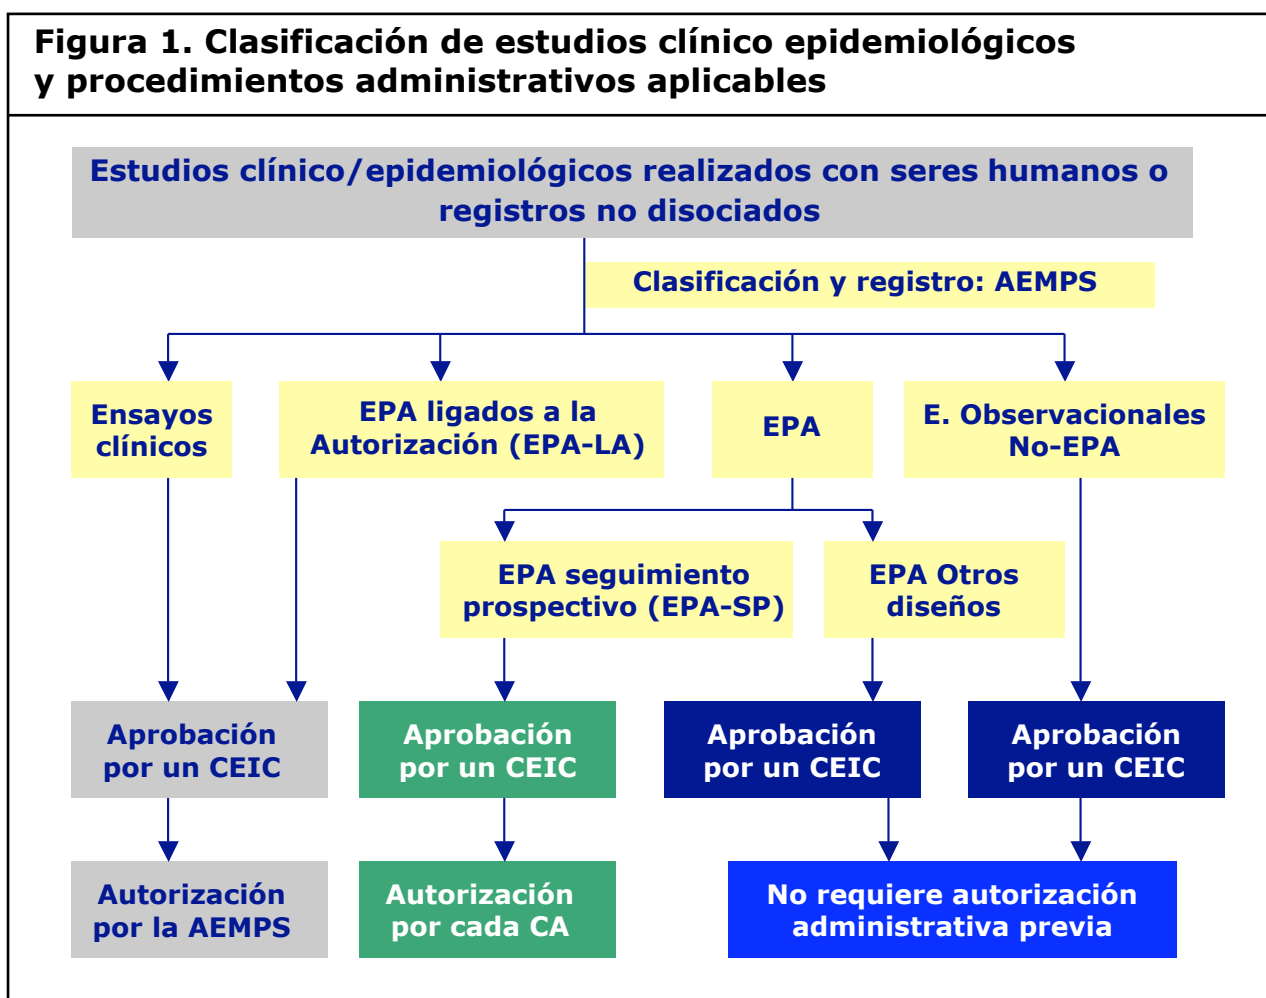 Figura 1. Clasificación de estudios clínico epidemiológicos
y procedimientos administrativos aplicables
Estudios clínico/epidemiológicos realizados con seres humanos o
registros no disociados
Clasificación y registro: AEMPS
Ensayos
clínicos
EPA ligados a la
Autorización (EPA-LA)
EPA
E. Observacionales
No-EPA
EPA seguimiento
prospectivo (EPA-SP)
EPA Otros
diseños
Aprobación
por un CEIC
Aprobación
por un CEIC
Aprobación
por un CEIC
Aprobación
por un CEIC
Autorización
por la AEMPS
Autorización
por cada CA
No requiere autorización
administrativa previa